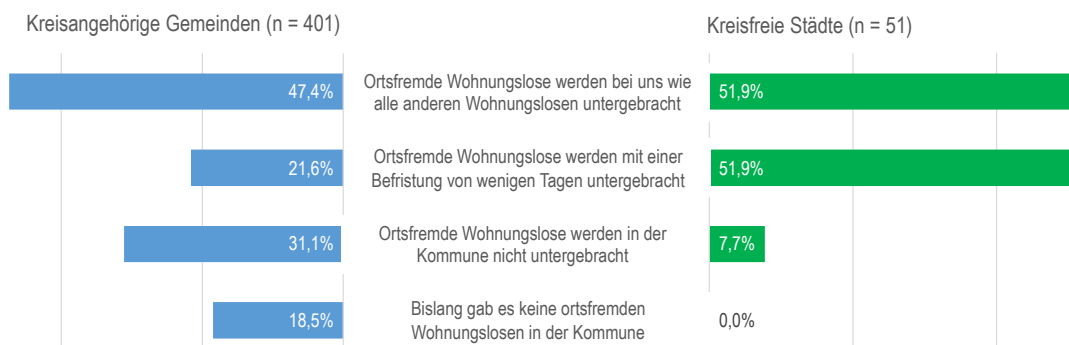 Kreisangehörige Gemeinden (n = 401)
Kreisfreie Städte (n = 51)
47,4%
Ortsfremde Wohnungslose werden bei uns wie
alle anderen Wohnungslosen untergebracht
51,9%
21,6%
Ortsfremde Wohnungslose werden mit einer
Befristung von wenigen Tagen untergebracht
51,9%
31,1%
Ortsfremde Wohnungslose werden in der
Kommune nicht untergebracht
7,7%
18,5%
Bislang gab es keine ortsfremden
Wohnungslosen in der Kommune
0,0%